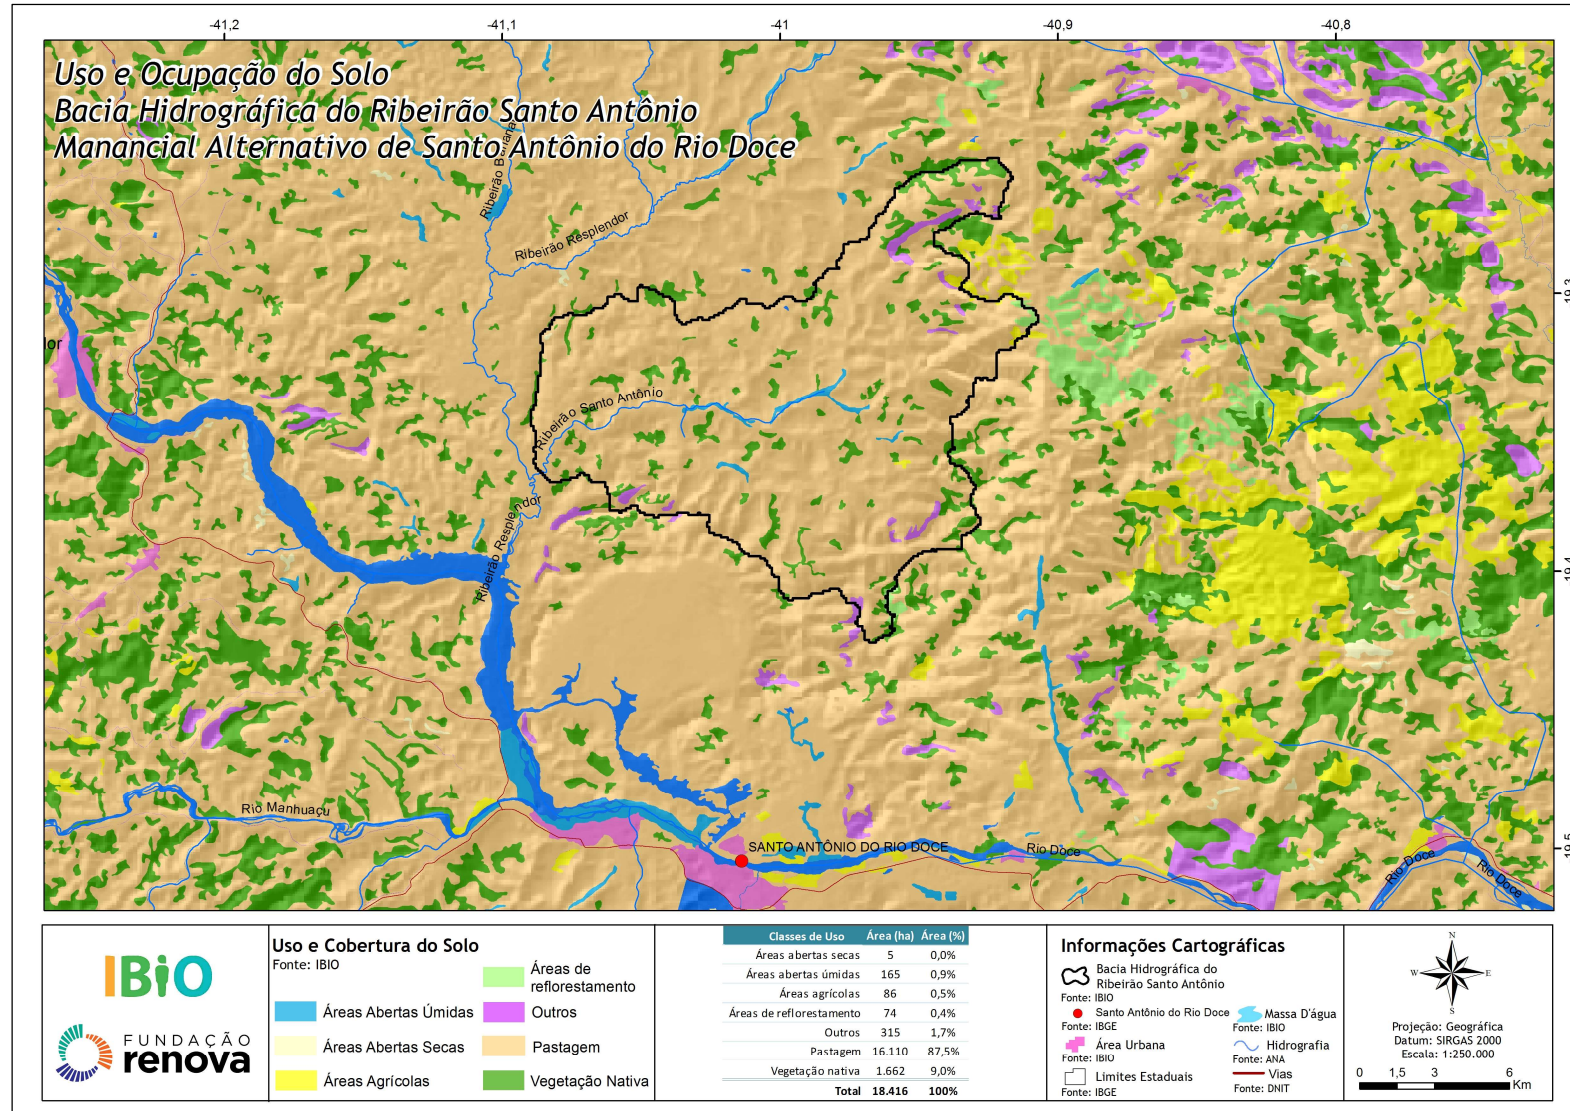 -41,2
-41,1
-41
-40,9
-40,8
Uso e Ocupação do Solo
Bacia Hidrográfica do Ribeirão Santo Antônio
Manancial Alternativo de Santo Antônio do Rio Doce
Ribeirão
Ribeirão Resplendor
-19,3
lor
Ribeirão Santo Antônio
Ribeirão Resplendor
-19,4
Rio Manhuaçu
SANTO ANTÔNIO DO RIO DOCE
Rio Doce
Rio Doce
Rio Doce
-19,5
IBiO
FUNDAÇÃO
renova
Uso e Cobertura do Solo
Fonte: IBIO
Áreas Abertas Úmidas
Áreas Abertas Secas
Áreas Agrícolas
Áreas de
reflorestamento
Outros
Pastagem
Vegetação Nativa
Classes de Uso Área (ha) Área (%)
Áreas abertas secas 5 0,0%
Áreas abertas úmidas 165 0,9%
Áreas agrícolas 86 0,5%
Áreas de reflorestamento 74 0,4%
Outros 315 1,7%
Pastagem 16.110 87,5%
Vegetação nativa 1.662 9,0%
Total 18.416 100%
Informações Cartográficas
Bacia Hidrográfica do
Ribeirão Santo Antônio
Fonte: IBIO
Santo Antônio do Rio Doce
Fonte: IBGE
Área Urbana
Fonte: IBIO
Limites Estaduais
Fonte: IBGE
Massa D'água
Fonte: IBIO
Hidrografia
Fonte: ANA
Vias
Fonte: DNIT
N
W
E
S
Projeção: Geográfica
Datum: SIRGAS 2000
Escala: 1:250.000
0 1,5 3 6
Km